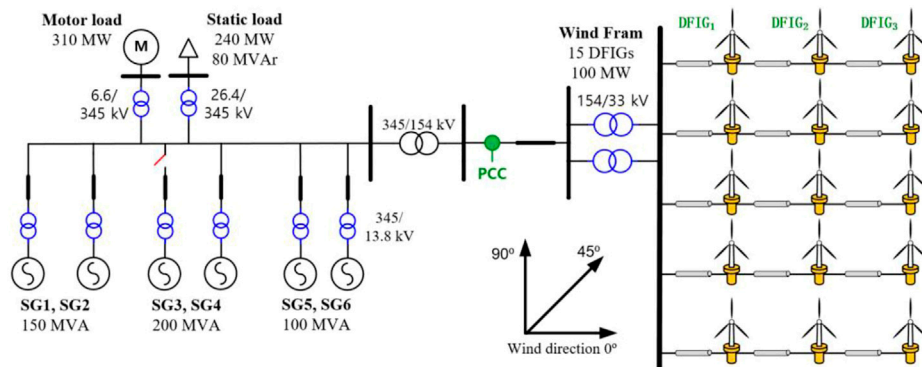 Motor load
310 MW
M
Static load
240 MW
80 MVAr
6.6/
345 kV
26.4/
345 kV
345/154 kV
PCC
Wind Fram
15 DFIGs
100 MW
154/33 kV
DFIG₁
DFIG₂
DFIG₃
345/
13.8 kV
SG1, SG2
150 MVA
SG3, SG4
200 MVA
SG5, SG6
100 MVA
90º
45º
Wind direction 0º